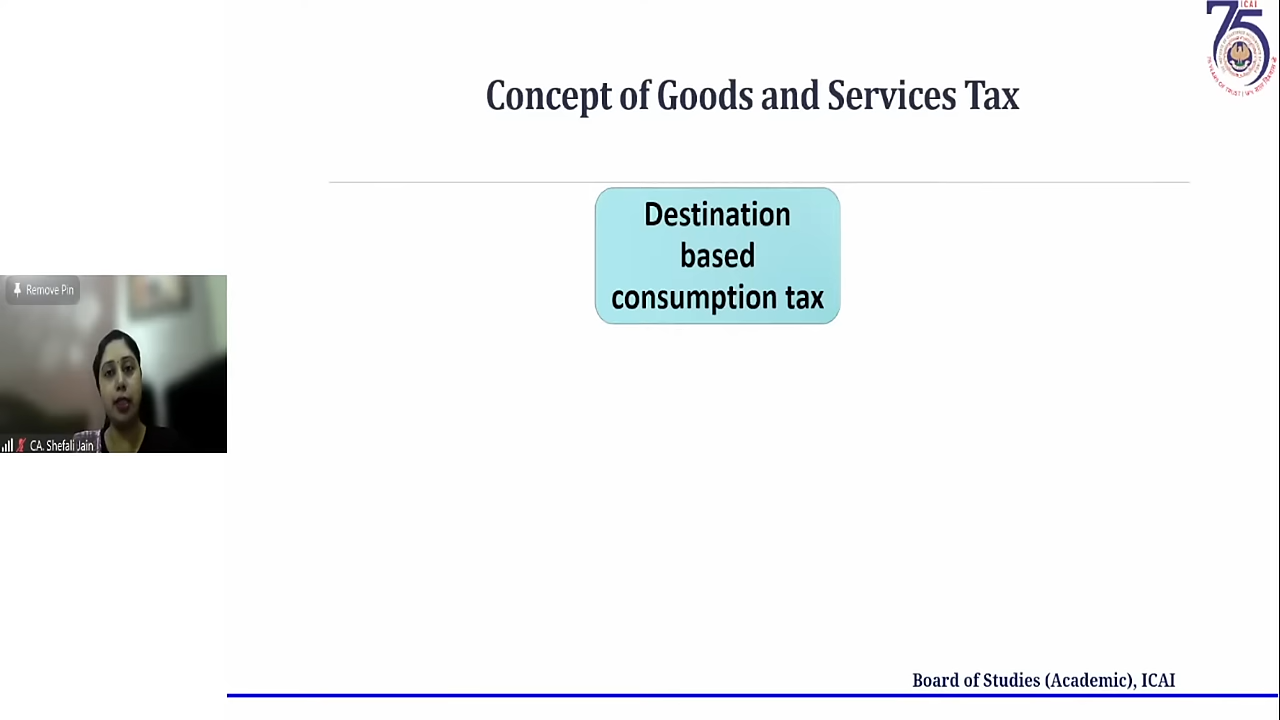 ICAI
75
Concept of Goods and Services Tax
Destination
based
consumption tax
Remove Pin
CA. Shefali Jain
Board of Studies (Academic), ICAI